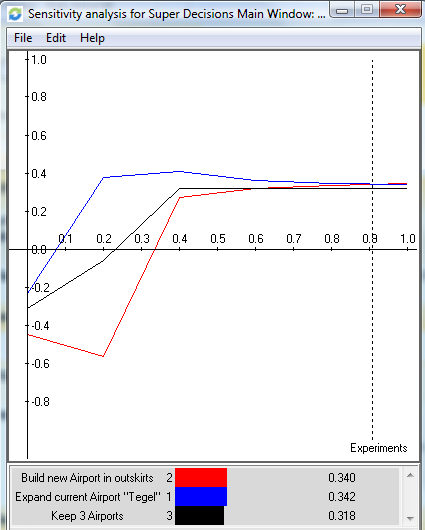 Sensitivity analysis for Super Decisions Main Window: ...
File Edit Help
1.0
0.8
0.6
0.4
0.2
0.0 0.1 0.2 0.3 0.4 0.5 0.6 0.7 0.8 0.9 1.0
-0.2
-0.4
-0.6
-0.8
Experiments
Build new Airport in outskirts 2 0.340
Expand current Airport "Tegel" 1 0.342
Keep 3 Airports 3 0.318